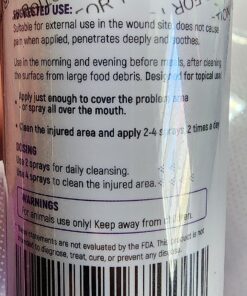 SUGGESTED USE:
Suitable for external use in the wound site does not cause
pain when applied, penetrates deeply and soothes.
Use in the morning and evening before meals, after cleaning
the surface from large food debris. Designed for topical use.
Apply just enough to cover the problem area
or spray all over the mouth.
• Clean the injured area and apply 2-4 sprays 2 times a day
DOSING
Use 2 sprays for daily cleansing.
Use 4 sprays to clean the injured area.
WARNINGS
For animals use only! Keep away from children.
These statements are not evaluated by the FDA. This product is not
to diagnose, treat, cure, or prevent any disease.